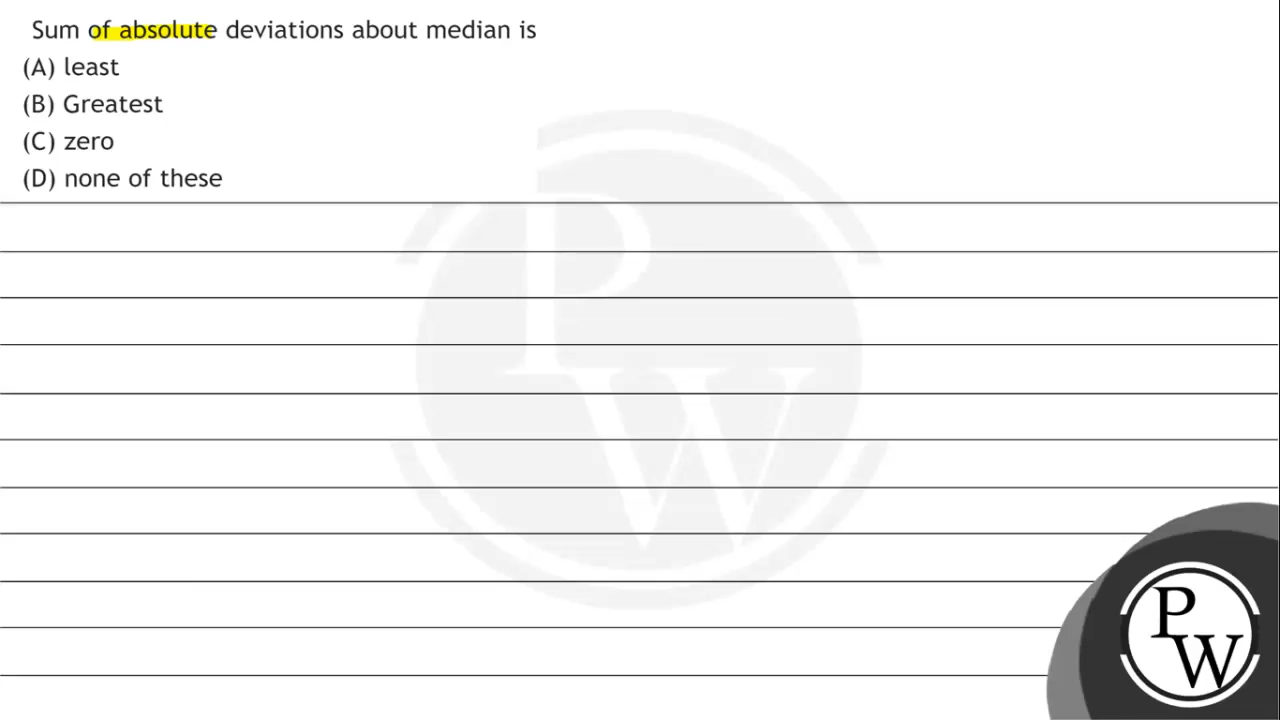 Sum of absolute deviations about median is
(A) least
(B) Greatest
(C) zero
(D) none of these
P
W
P
W